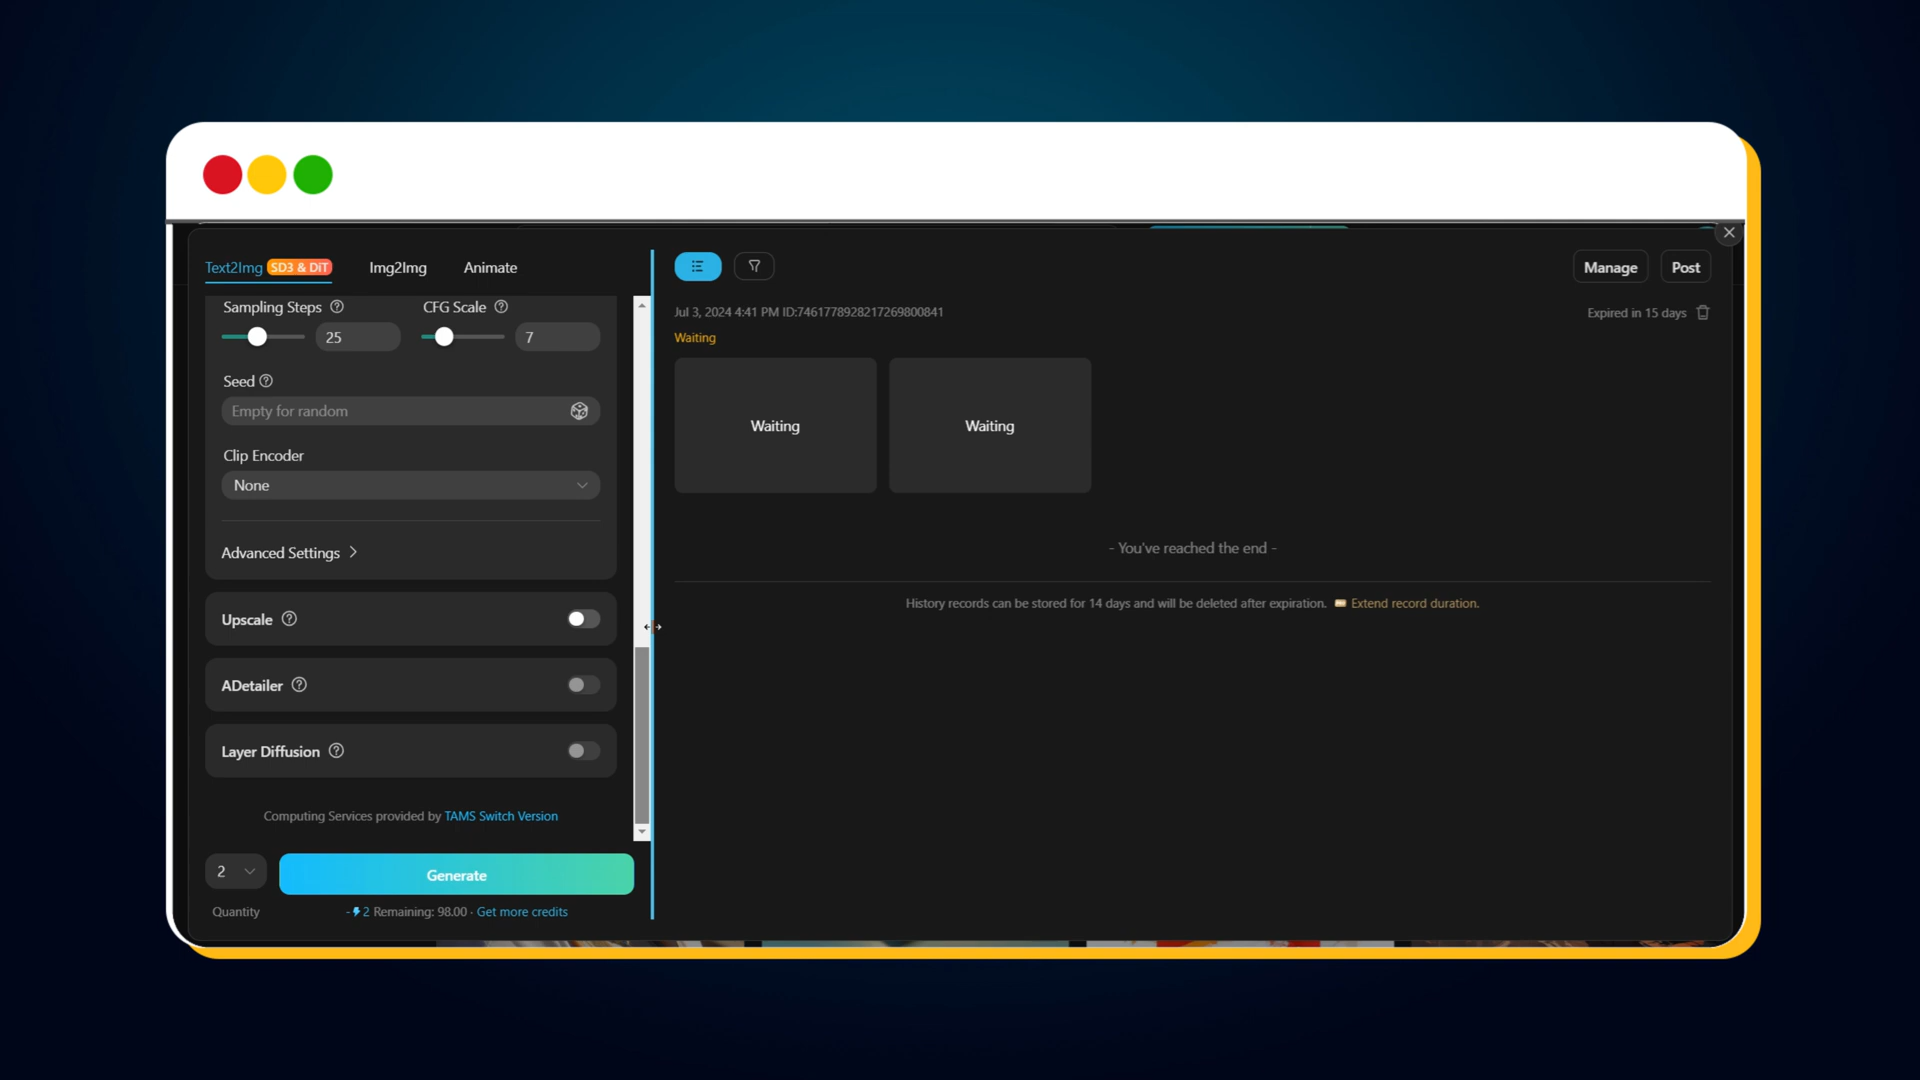 Text2Img SD3 & DiT Img2Img Animate
Manage Post
Sampling Steps CFG Scale
25 7
Seed
Empty for random
Clip Encoder
None
Advanced Settings
Upscale
ADetailer
Layer Diffusion
Computing Services provided by TAMS Switch Version
2 Generate
Quantity -2 Remaining: 98.00 · Get more credits
Jul 3, 2024 4:41 PM ID:746177892821726980​0841 Expired in 15 days
Waiting
Waiting Waiting
- You've reached the end -
History records can be stored for 14 days and will be deleted after expiration. Extend record duration.